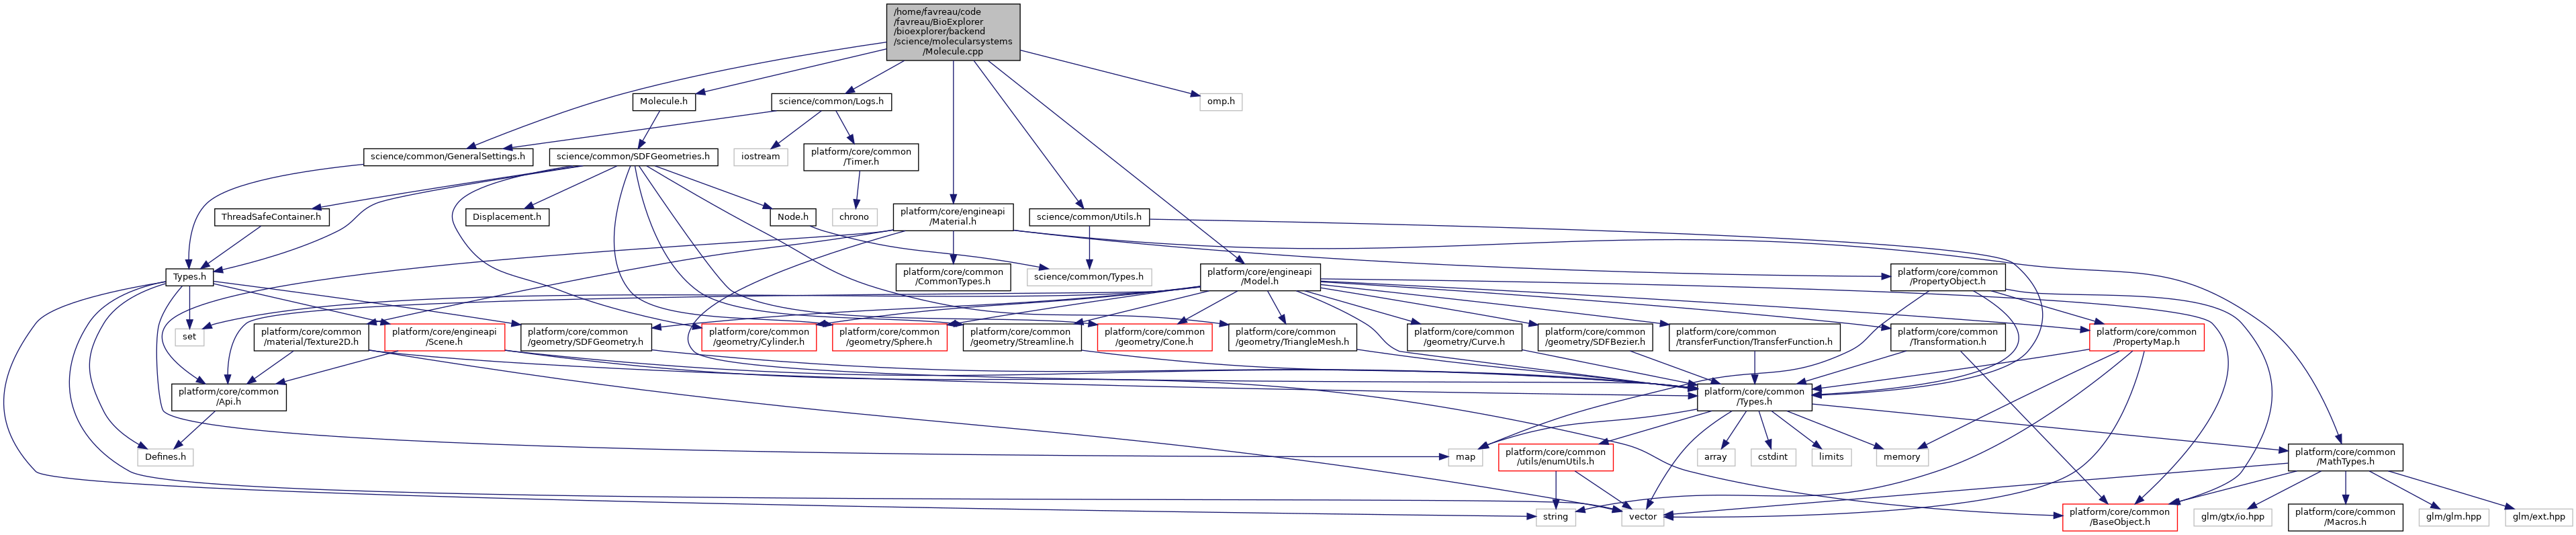 /home/favreau/code
/favreau/BioExplorer
/bioexplorer/backend
/science/molecularsystems
/Molecule.cpp
Molecule.h
science/common/Logs.h
omp.h
science/common/GeneralSettings.h
science/common/SDFGeometries.h
iostream
platform/core/common
/Timer.h
ThreadSafeContainer.h
Displacement.h
Node.h
chrono
platform/core/engineapi
/Material.h
science/common/Utils.h
Types.h
platform/core/common
/CommonTypes.h
science/common/Types.h
platform/core/engineapi
/Model.h
platform/core/common
/PropertyObject.h
set
platform/core/common
/material/Texture2D.h
platform/core/engineapi
/Scene.h
platform/core/common
/geometry/SDFGeometry.h
platform/core/common
/geometry/Cylinder.h
platform/core/common
/geometry/Sphere.h
platform/core/common
/geometry/Streamline.h
platform/core/common
/geometry/Cone.h
platform/core/common
/geometry/TriangleMesh.h
platform/core/common
/geometry/Curve.h
platform/core/common
/geometry/SDFBezier.h
platform/core/common
/transferFunction/TransferFunction.h
platform/core/common
/Transformation.h
platform/core/common
/PropertyMap.h
platform/core/common
/Api.h
platform/core/common
/Types.h
Defines.h
map
platform/core/common
/utils/enumUtils.h
array
cstdint
limits
memory
platform/core/common
/MathTypes.h
string
vector
platform/core/common
/BaseObject.h
glm/gtx/io.hpp
platform/core/common
/Macros.h
glm/glm.hpp
glm/ext.hpp